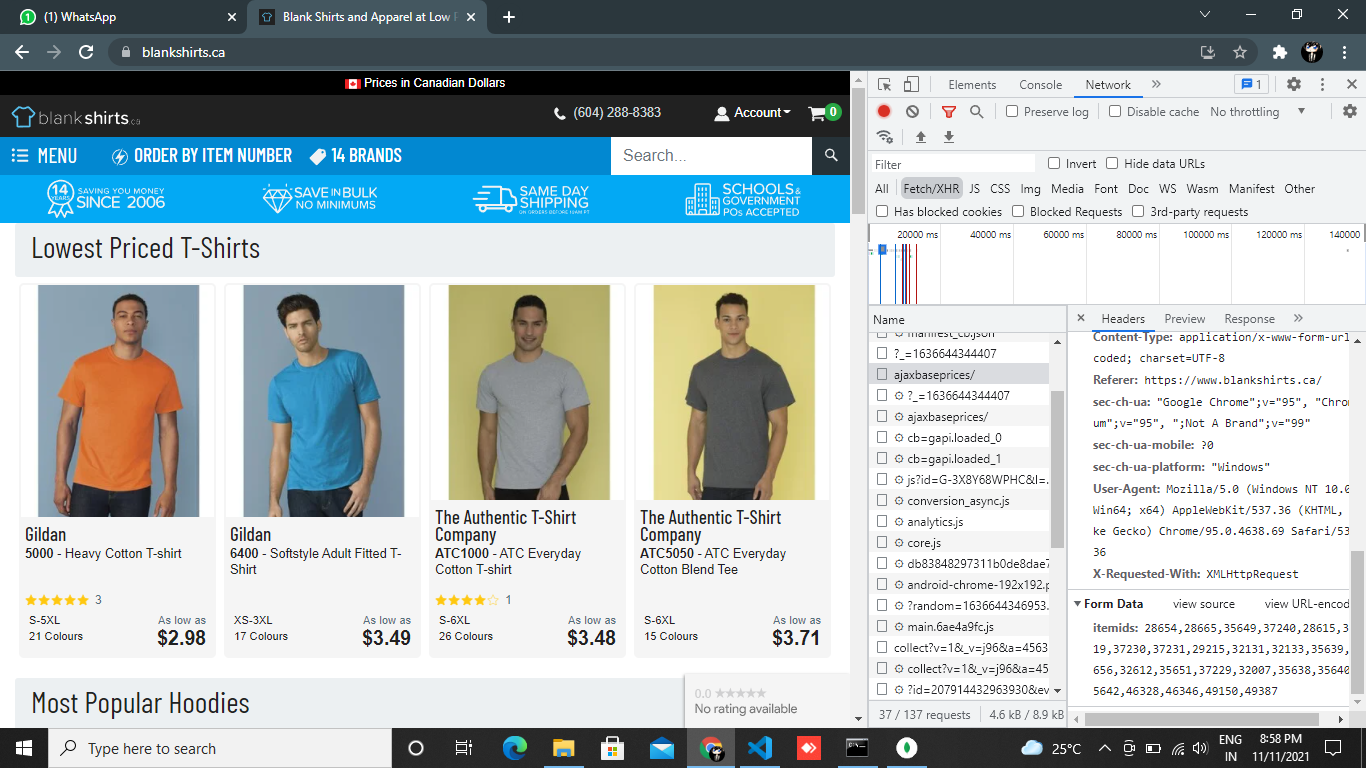 (1) WhatsApp
Blank Shirts and Apparel at Low
blankshirts.ca
Prices in Canadian Dollars
blankshirts.ca
(604) 288-8383
Account
0
MENU
ORDER BY ITEM NUMBER
14 BRANDS
Search...
14 YEARS
SAVING YOU MONEY
SINCE 2006
SAVE IN BULK
NO MINIMUMS
SAME DAY
SHIPPING
SCHOOLS &
GOVERNMENT
POs ACCEPTED
Lowest Priced T-Shirts
Gildan
5000 - Heavy Cotton T-shirt
3
S-5XL
21 Colours
As low as
$2.98
Gildan
6400 - Softstyle Adult Fitted T-
Shirt
XS-3XL
17 Colours
As low as
$3.49
The Authentic T-Shirt
Company
ATC1000 - ATC Everyday
Cotton T-shirt
1
S-6XL
26 Colours
As low as
$3.48
The Authentic T-Shirt
Company
ATC5050 - ATC Everyday
Cotton Blend Tee
S-6XL
15 Colours
As low as
$3.71
Most Popular Hoodies
0.0
No rating available
Elements
Console
Network
1
Preserve log
Disable cache
No throttling
Filter
Invert
Hide data URLs
All
Fetch/XHR
JS
CSS
Img
Media
Font
Doc
WS
Wasm
Manifest
Other
Has blocked cookies
Blocked Requests
3rd-party requests
20000 ms
40000 ms
60000 ms
80000 ms
100000 ms
120000 ms
140000
Name
manifest_cb.json
?_=1636644344407
ajaxbaseprices/
?_=1636644344407
ajaxbaseprices/
cb=gapi.loaded_0
cb=gapi.loaded_1
js?id=G-3X8Y68WPHC&l=.
conversion_async.js
analytics.js
core.js
db83848297311b0de8dae7
android-chrome-192x192.p
?random=1636644346953.
main.6ae4a9fc.js
collect?v=1&_v=j96&a=4563
collect?v=1&_v=j96&a=45
?id=207914432963930&ev
37 / 137 requests
4.6 kB / 8.9 kB
Headers
Preview
Response
Content-Type: application/x-www-form-url
coded; charset=UTF-8
Referer: https://www.blankshirts.ca/
sec-ch-ua: "Google Chrome";v="95", "Chro
um";v="95", ";Not A Brand";v="99"
sec-ch-ua-mobile: ?0
sec-ch-ua-platform: "Windows"
User-Agent: Mozilla/5.0 (Windows NT 10.0
Win64; x64) AppleWebKit/537.36 (KHTML,
ke Gecko) Chrome/95.0.4638.69 Safari/53
36
X-Requested-With: XMLHttpRequest
Form Data
view source
view URL-encod
itemids: 28654,28665,35649,37240,28615,3
19,37230,37231,29215,32131,32133,35639,
656,32612,35651,37229,32007,35638,35640
5642,46328,46346,49150,49387
Type here to search
25°C
ENG
IN
8:58 PM
11/11/2021